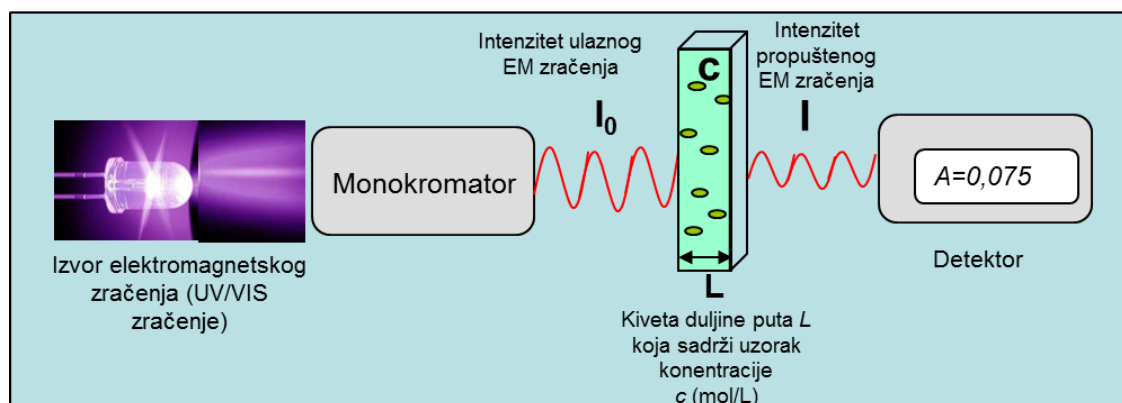 Intenzitet ulaznog
EM zračenja
I0
C
Intenzitet
propuštenog
EM zračenja
I
Monokromator
A=0,075
Izvor elektromagnetskog
zračenja (UV/VIS
zračenje)
L
Kiveta duljine puta L
koja sadrži uzorak
konentracije
c (mol/L)
Detektor